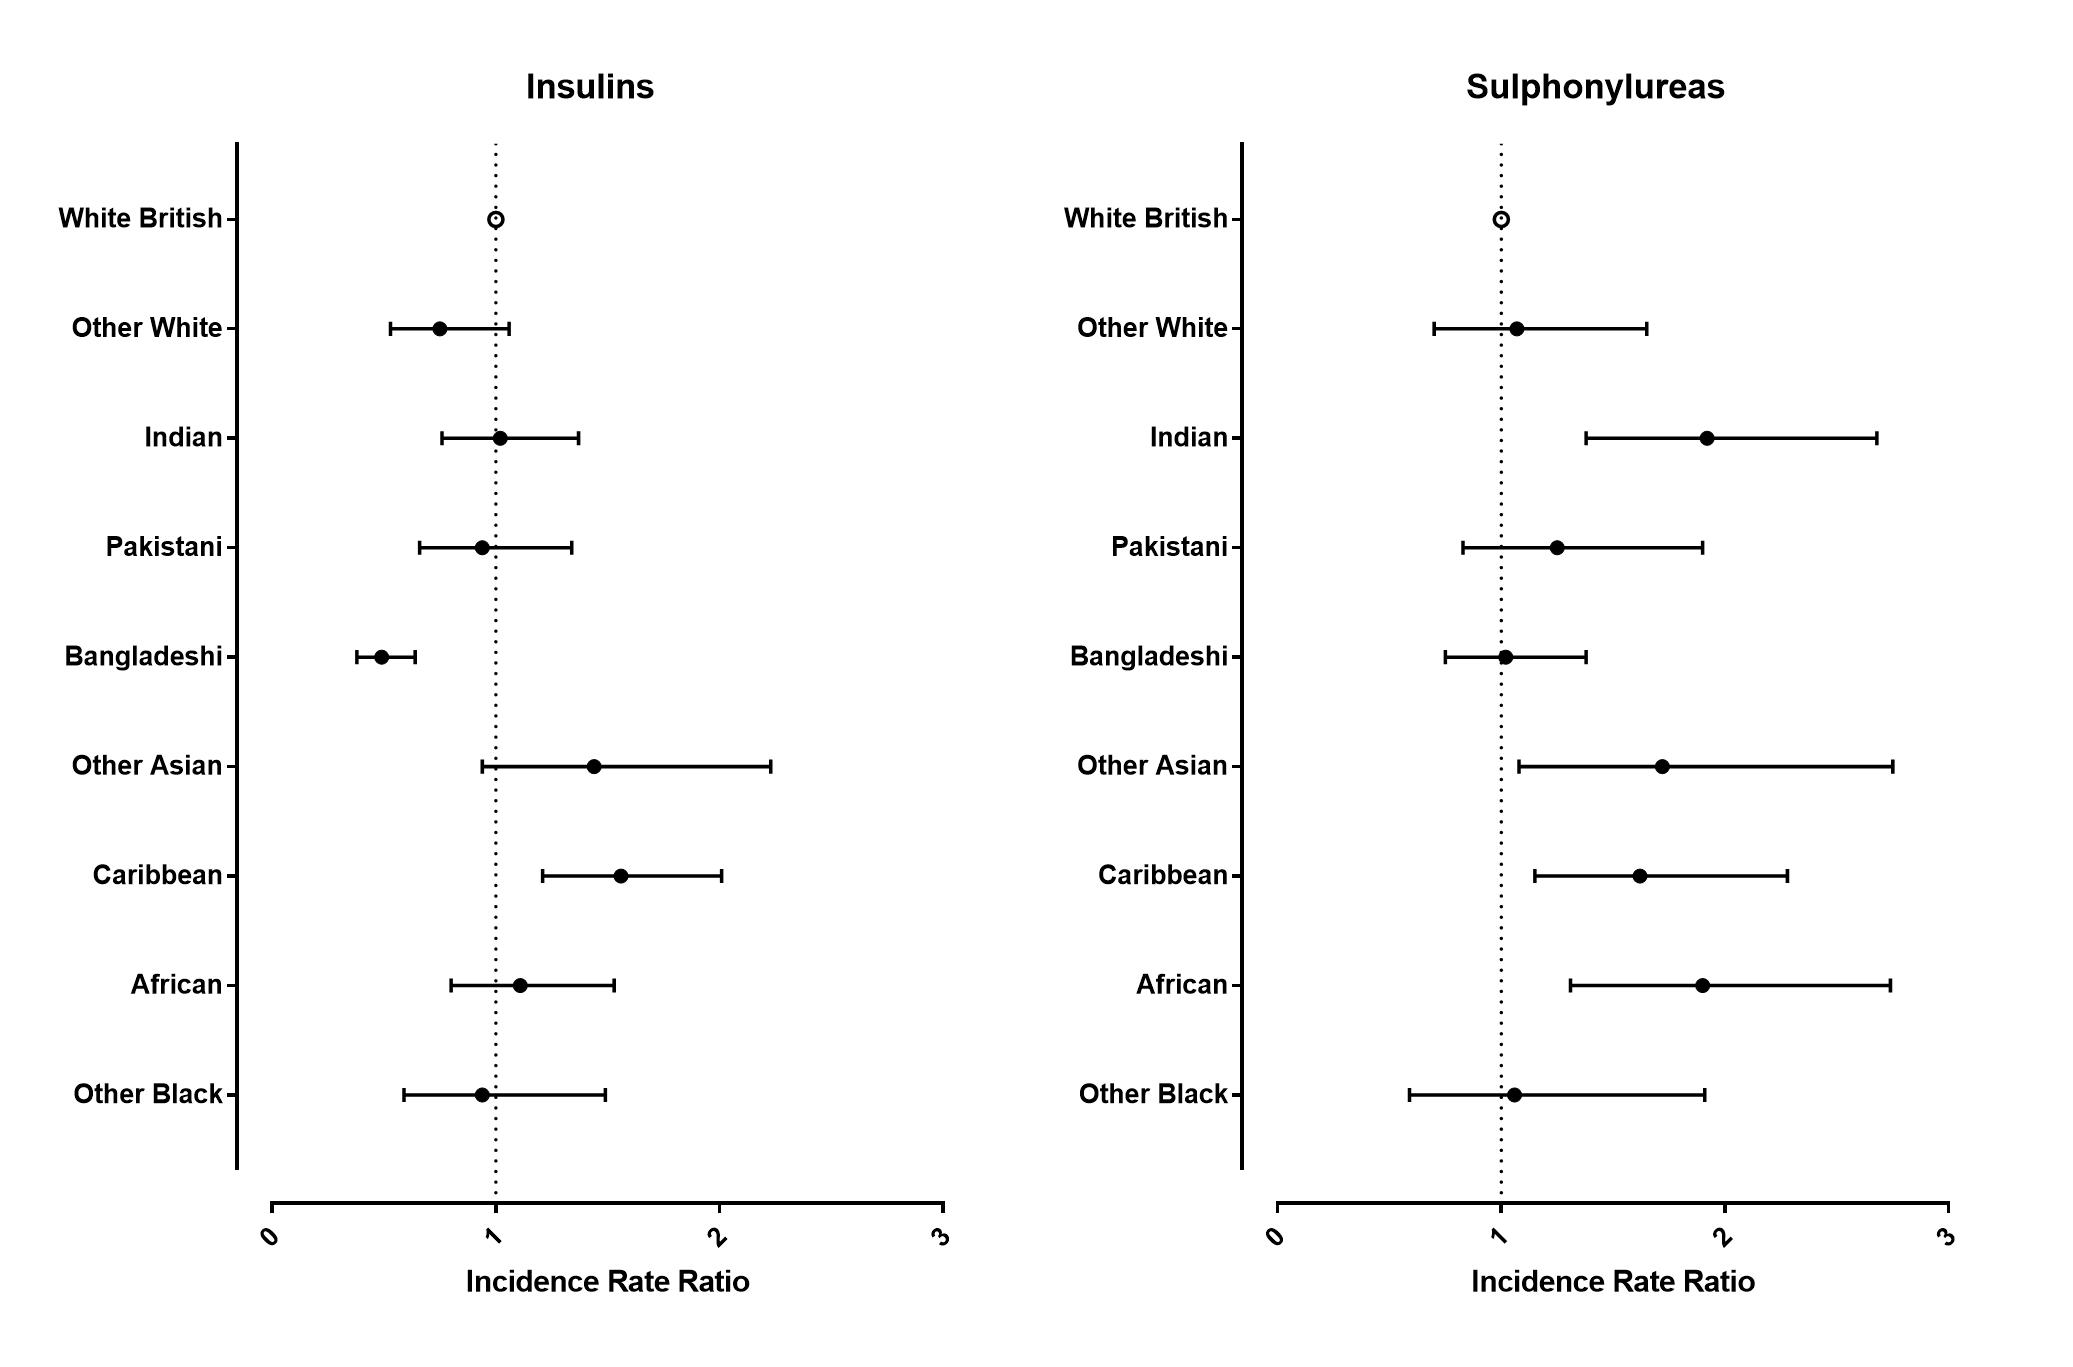 Insulins
White British
Other White
Indian
Pakistani
Bangladeshi
Other Asian
Caribbean
African
Other Black
0 1 2 3
Incidence Rate Ratio
Sulphonylureas
White British
Other White
Indian
Pakistani
Bangladeshi
Other Asian
Caribbean
African
Other Black
0 1 2 3
Incidence Rate Ratio